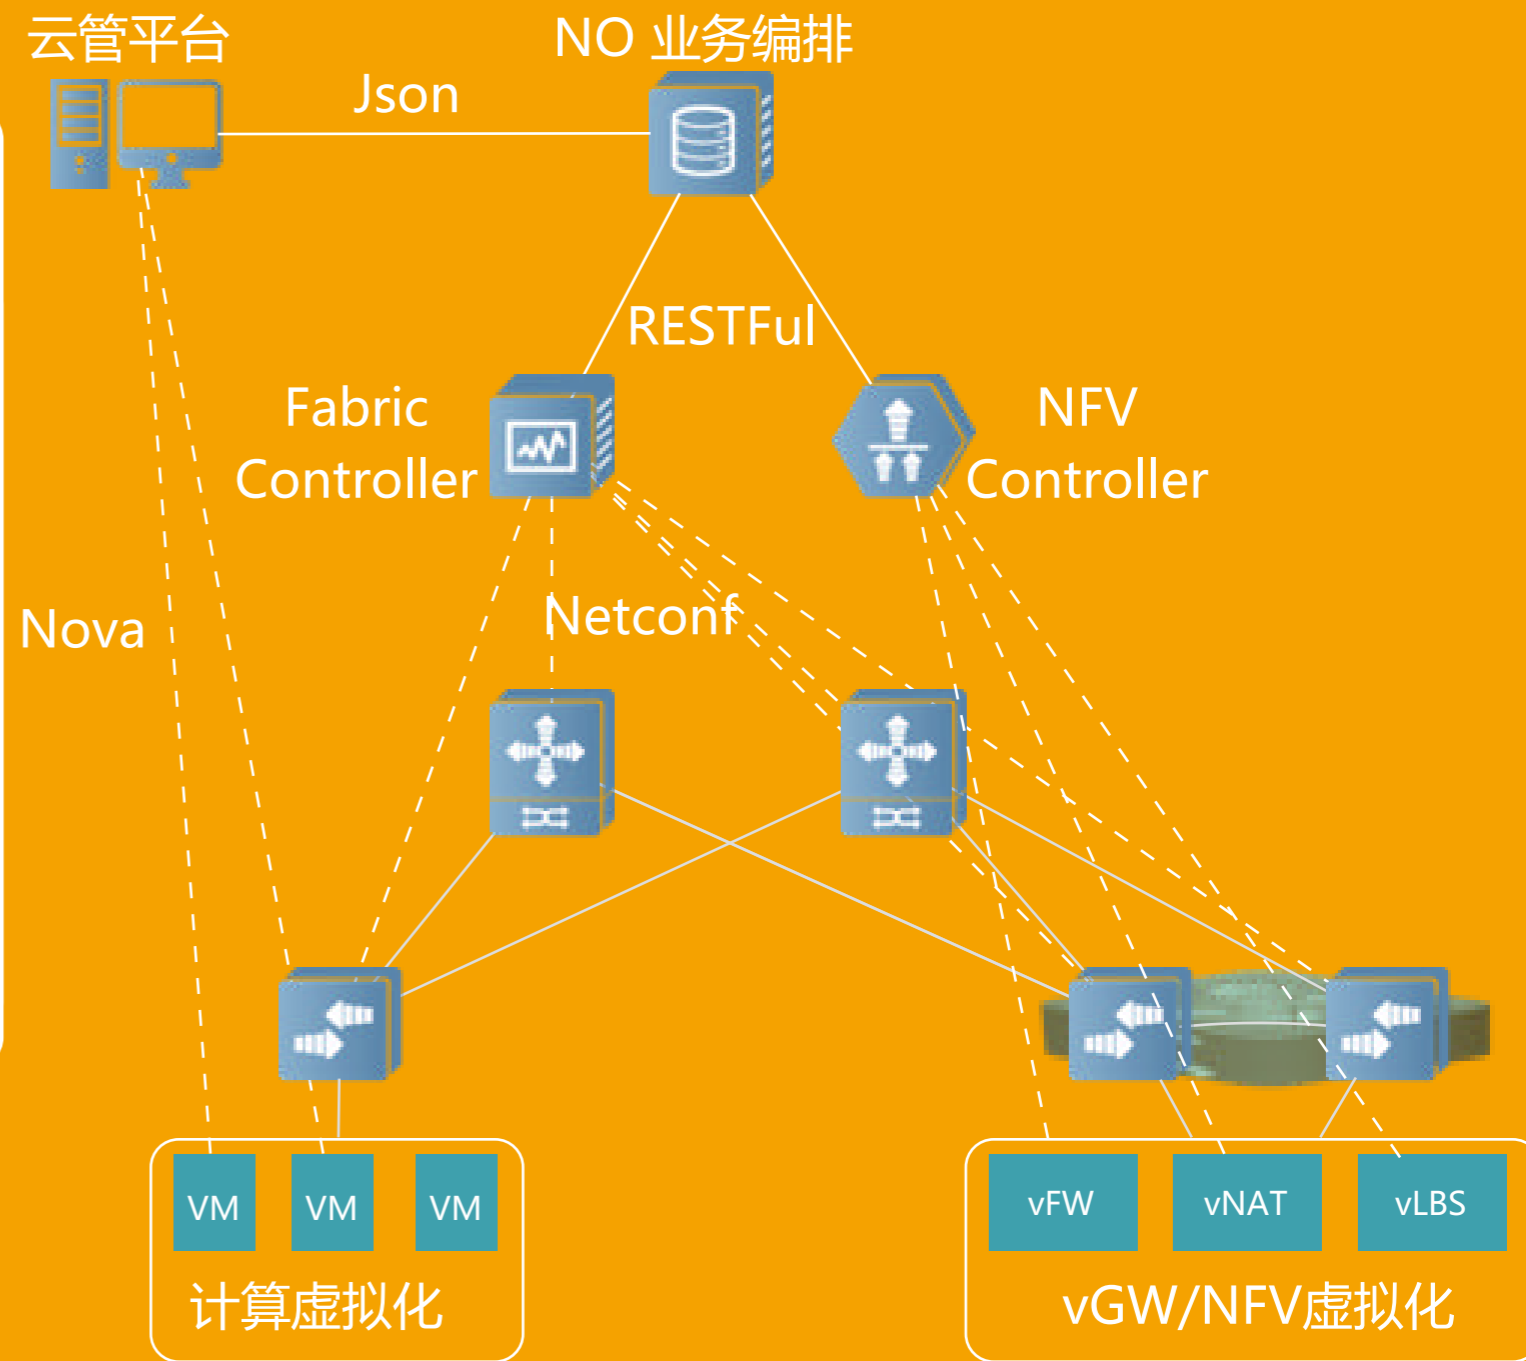 云管平台
NO 业务编排
Json
RESTFul
Fabric
Controller
NFV
Controller
Nova
Netconf
VM
VM
VM
计算虚拟化
vFW
vNAT
vLBS
vGW/NFV虚拟化